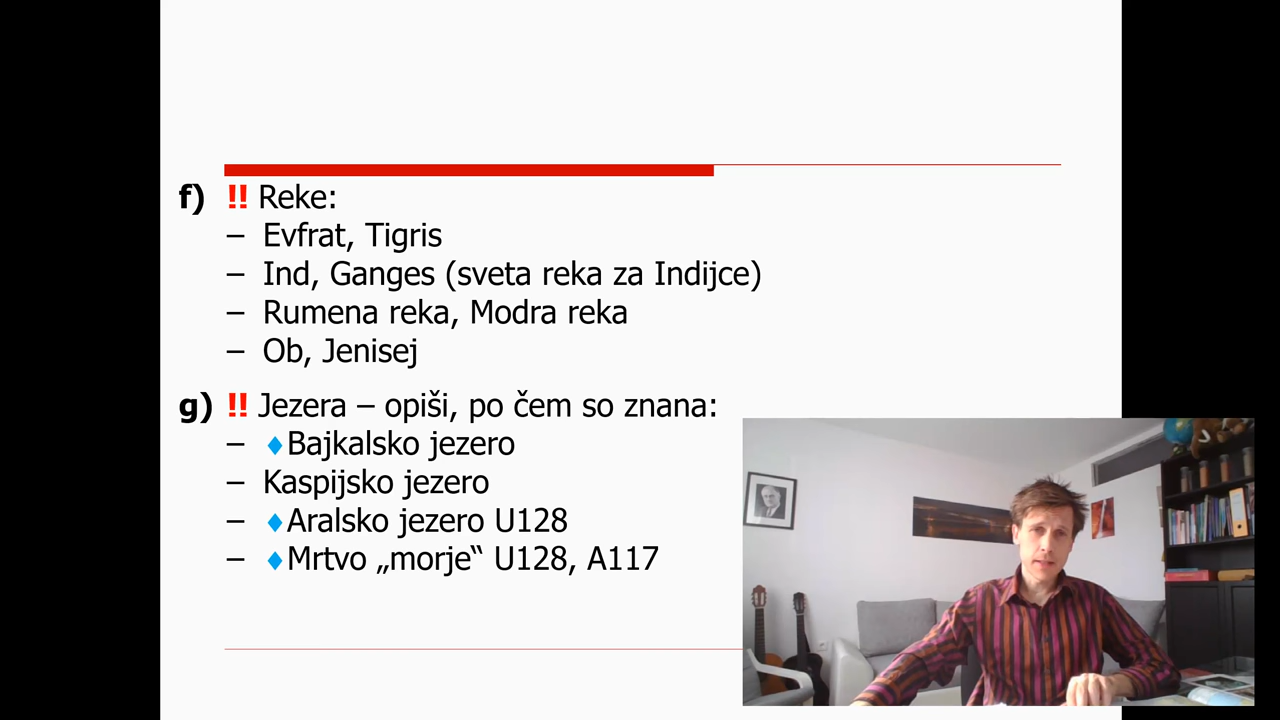 f) !! Reke:
– Evfrat, Tigris
– Ind, Ganges (sveta reka za Indijce)
– Rumena reka, Modra reka
– Ob, Jenisej
g) !! Jezera – opiši, po čem so znana:
– ♦Bajkalsko jezero
– Kaspijsko jezero
– ♦Aralsko jezero U128
– ♦Mrtvo „morje“ U128, A117